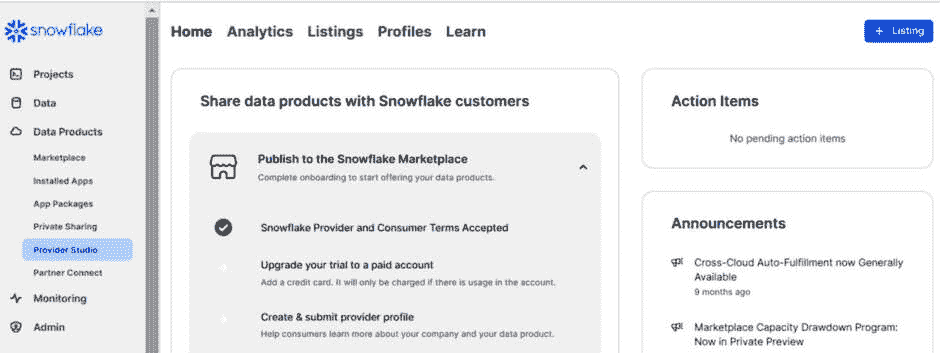 snowflake
Projects
Data
Data Products
Marketplace
Installed Apps
App Packages
Private Sharing
Provider Studio
Partner Connect
Monitoring
Admin
Home Analytics Listings Profiles Learn
+ Listing
Share data products with Snowflake customers
Publish to the Snowflake Marketplace
Complete onboarding to start offering your data products.
Snowflake Provider and Consumer Terms Accepted
Upgrade your trial to a paid account
Add a credit card. It will only be charged if there is usage in the account.
Create & submit provider profile
Help consumers learn more about your company and your data product.
Action Items
No pending action items
Announcements
Cross-Cloud Auto-Fulfillment now Generally
Available
9 months ago
Marketplace Capacity Drawdown Program:
Now in Private Preview